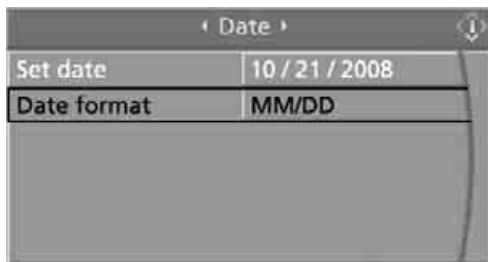 Date
Set date 10 / 21 / 2008
Date format MM/DD